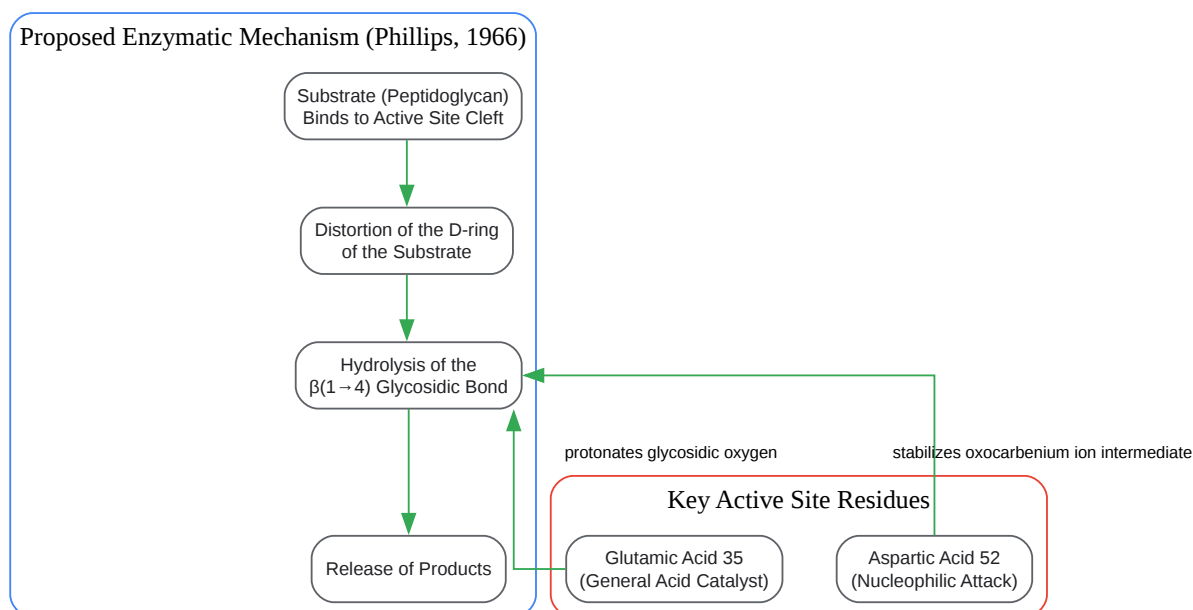 Proposed Enzymatic Mechanism (Phillips, 1966)
Substrate (Peptidoglycan)
Binds to Active Site Cleft
Distortion of the D-ring
of the Substrate
Hydrolysis of the
β(1→4) Glycosidic Bond
protonates glycosidic oxygen
stabilizes oxocarbenium ion intermediate
Key Active Site Residues
Release of Products
Glutamic Acid 35
(General Acid Catalyst)
Aspartic Acid 52
(Nucleophilic Attack)